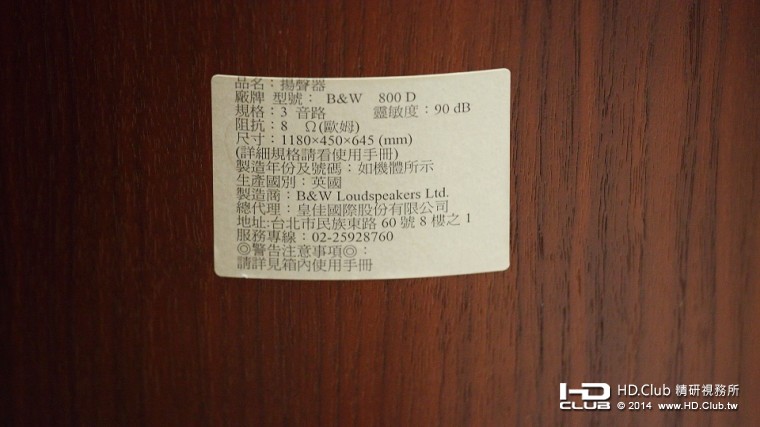 品名：揚聲器
廠牌 型號： B&W 800 D
規格：3 音路 靈敏度：90 dB
阻抗：8 Ω(歐姆)
尺寸：1180×450×645 (mm)
(詳細規格請看使用手冊)
製造年份及號碼：如機體所示
生產國別：英國
製造商：B&W Loudspeakers Ltd.
總代理：皇佳國際股份有限公司
地址:台北市民族東路 60 號 8 樓之 1
服務專線：02-25928760
◎警告注意事項◎：
請詳見箱內使用手冊
HD CLUB
HD.Club 精研視務所
© 2014 www.HD.Club.tw